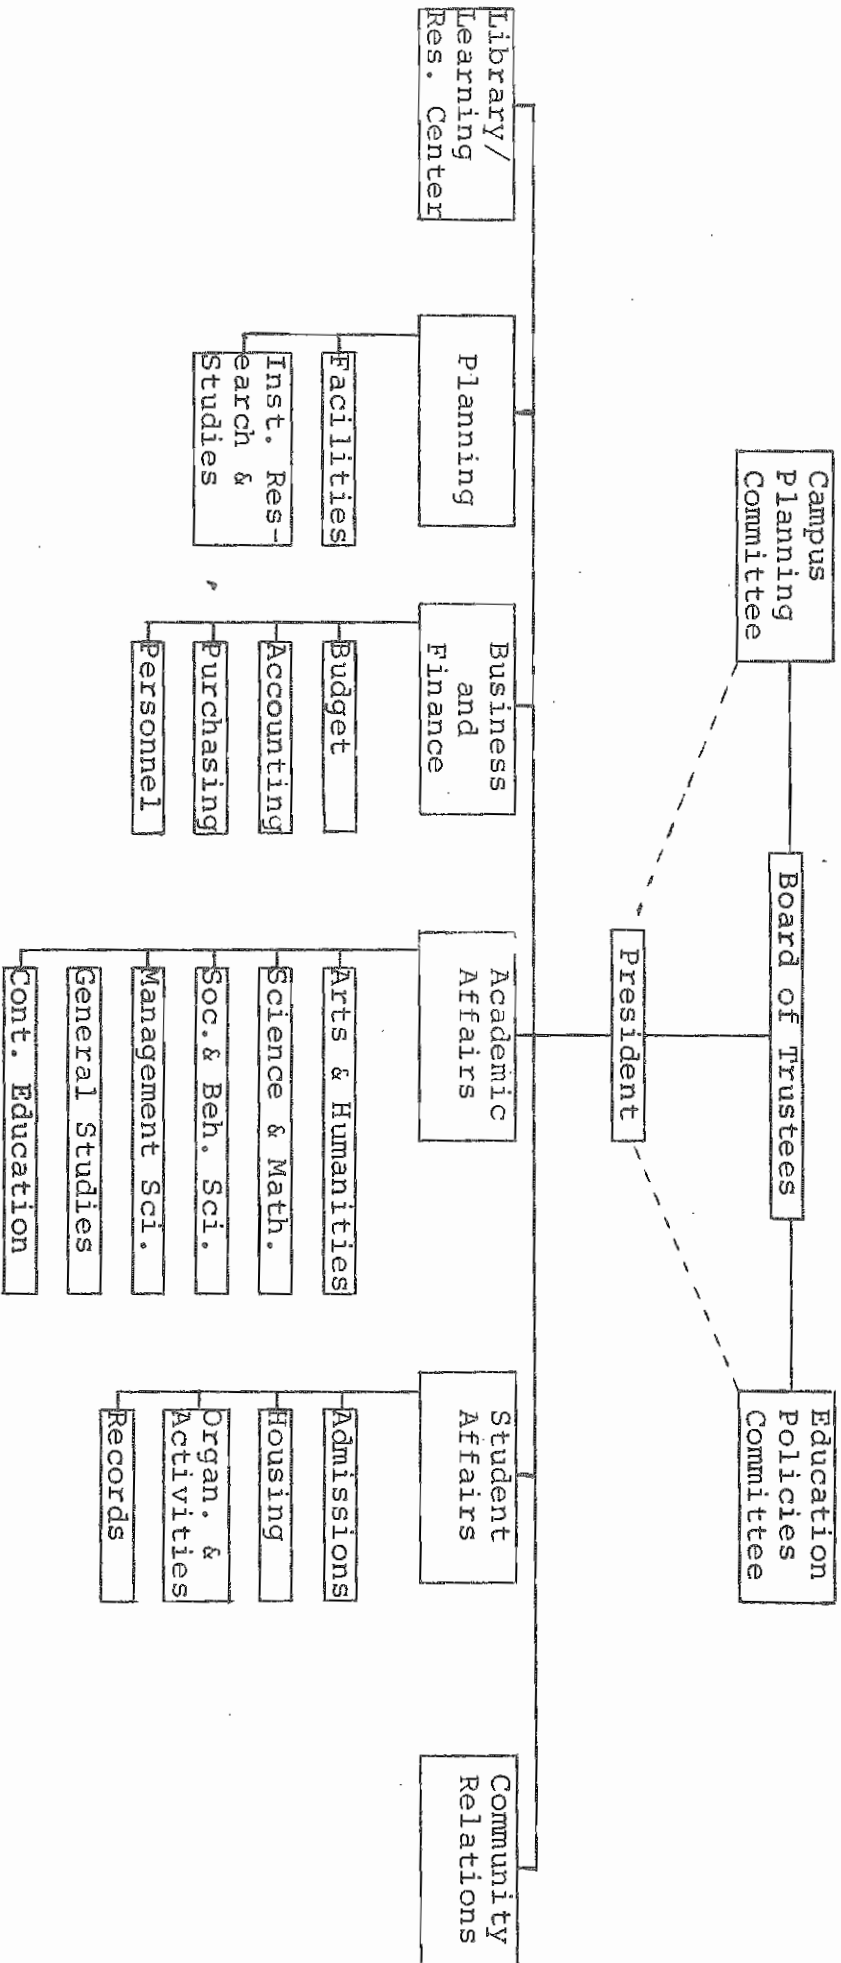 Campus
Planning
Committee
Board of Trustees
Education
Policies
Committee
President
Library/
Learning
Res. Center
Planning
Business
and
Finance
Academic
Affairs
Student
Affairs
Community
Relations
Facilities
Inst. Res-
earch &
Studies
Budget
Accounting
Purchasing
Personnel
Arts & Humanities
Science & Math.
Soc.& Beh. Sci.
Management Sci.
General Studies
Cont. Education
Admissions
Housing
Organ. &
Activities
Records